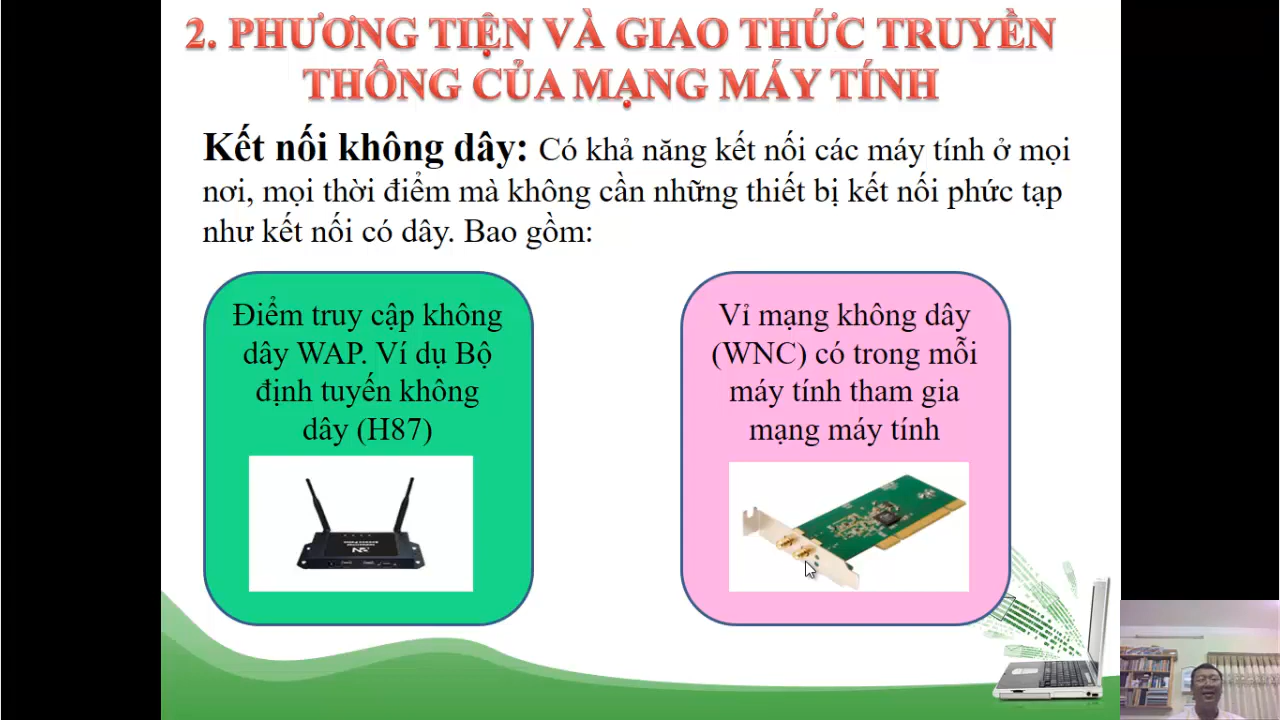 2. PHƯƠNG TIỆN VÀ GIAO THỨC TRUYỀN
THÔNG CỦA MẠNG MÁY TÍNH
Kết nối không dây: Có khả năng kết nối các máy tính ở mọi
nơi, mọi thời điểm mà không cần những thiết bị kết nối phức tạp
như kết nối có dây. Bao gồm:
Điểm truy cập không
dây WAP. Ví dụ Bộ
định tuyến không
dây (H87)
Vỉ mạng không dây
(WNC) có trong mỗi
máy tính tham gia
mạng máy tính